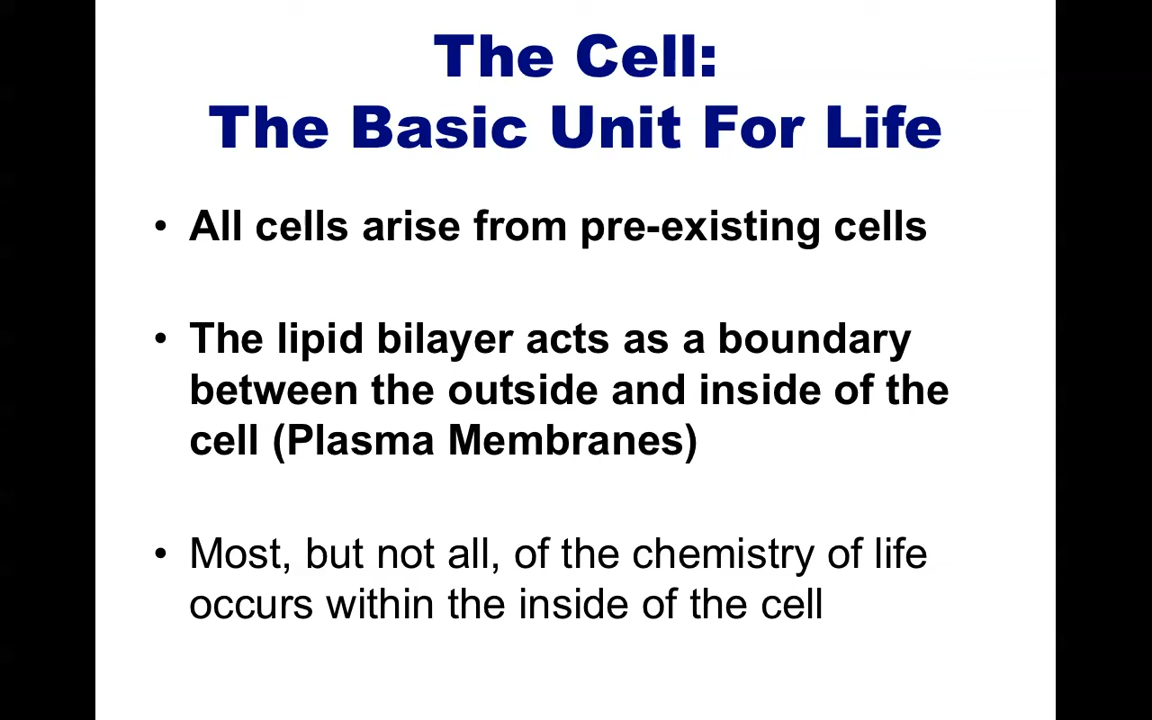 The Cell:
The Basic Unit For Life
• All cells arise from pre-existing cells
• The lipid bilayer acts as a boundary
between the outside and inside of the
cell (Plasma Membranes)
• Most, but not all, of the chemistry of life
occurs within the inside of the cell